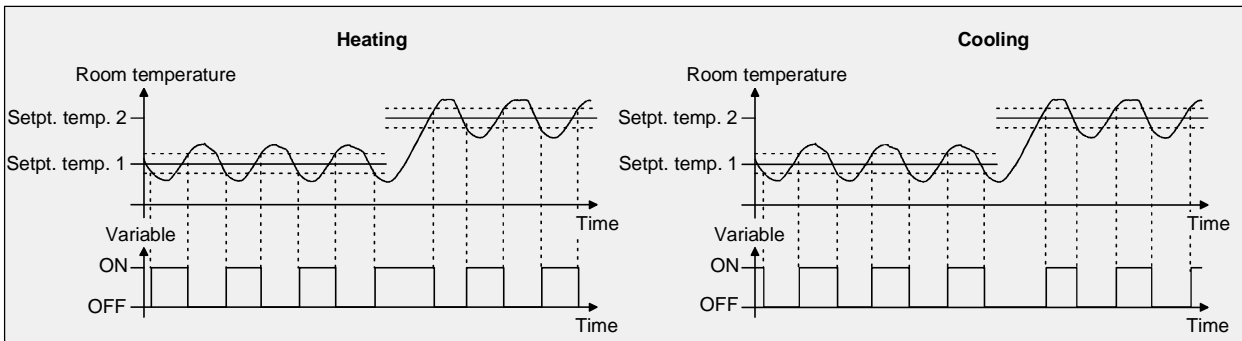 Heating
Room temperature
Setpt. temp. 2
Setpt. temp. 1
Time
Variable
ON
OFF
Time
Cooling
Room temperature
Setpt. temp. 2
Setpt. temp. 1
Time
Variable
ON
OFF
Time